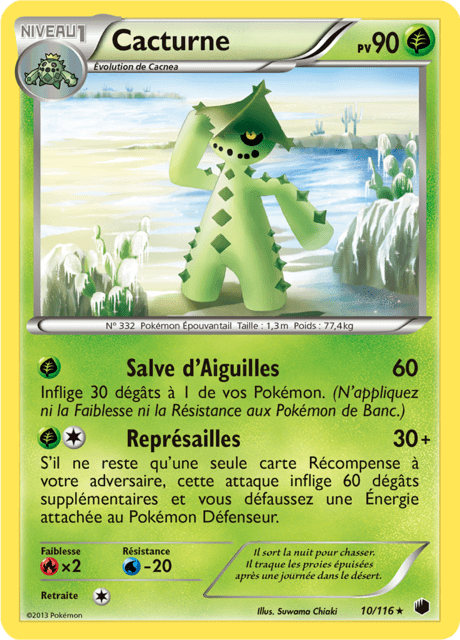 NIVEAU 1
Cacturne
PV 90
Évolution de Cacnea
N° 332 Pokémon Épouvantail Taille : 1,3m Poids : 77,4kg
Salve d'Aiguilles 60
Inflige 30 dégâts à 1 de vos Pokémon. (N'appliquez
ni la Faiblesse ni la Résistance aux Pokémon de Banc.)
Représailles 30+
S'il ne reste qu'une seule carte Récompense à
votre adversaire, cette attaque inflige 60 dégâts
supplémentaires et vous défaussez une Énergie
attachée au Pokémon Défenseur.
Faiblesse Résistance
×2 -20
Retraite
Il sort la nuit pour chasser.
Il traque les proies épuisées
après une journée dans le désert.
©2013 Pokémon Illus. Suwama Chiaki 10/116 ★